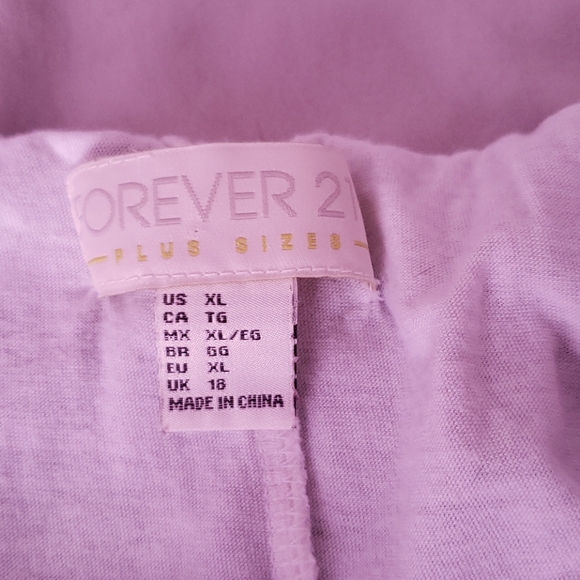 FOREVER 21
PLUS SIZES
US XL
CA TG
MX XL/EG
BR GG
EU XL
UK 18
MADE IN CHINA